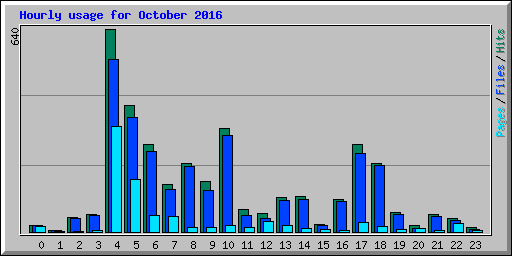 Hourly usage for October 2016
640
Pages/Files/Hits
0 1 2 3 4 5 6 7 8 9 10 11 12 13 14 15 16 17 18 19 20 21 22 23